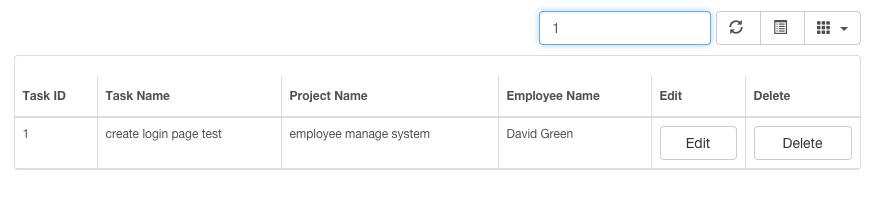 1
Task ID Task Name Project Name Employee Name Edit Delete
1 create login page test employee manage system David Green Edit Delete